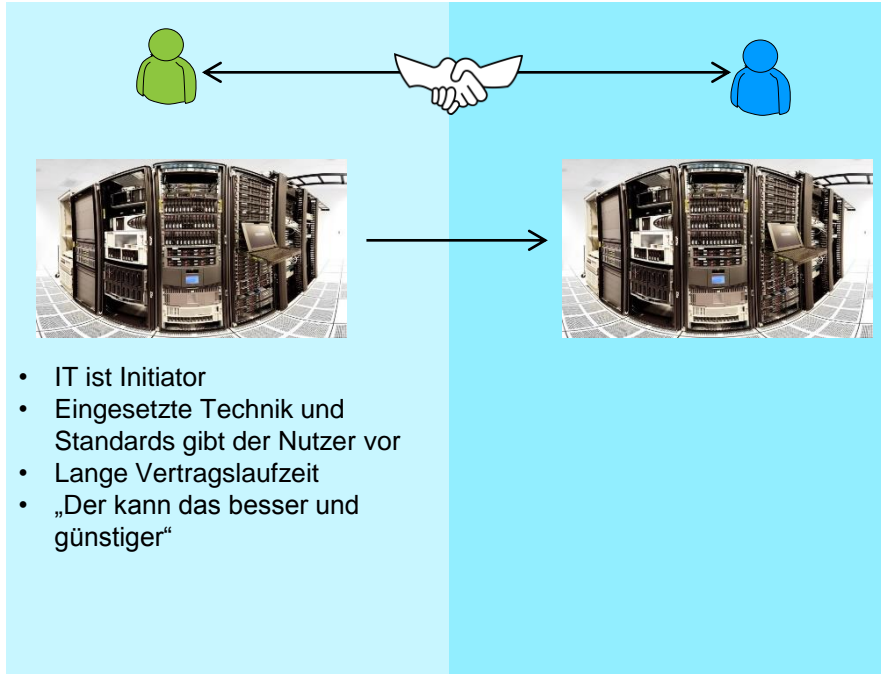 • IT ist Initiator
• Eingesetzte Technik und
Standards gibt der Nutzer vor
• Lange Vertragslaufzeit
• „Der kann das besser und
günstiger“